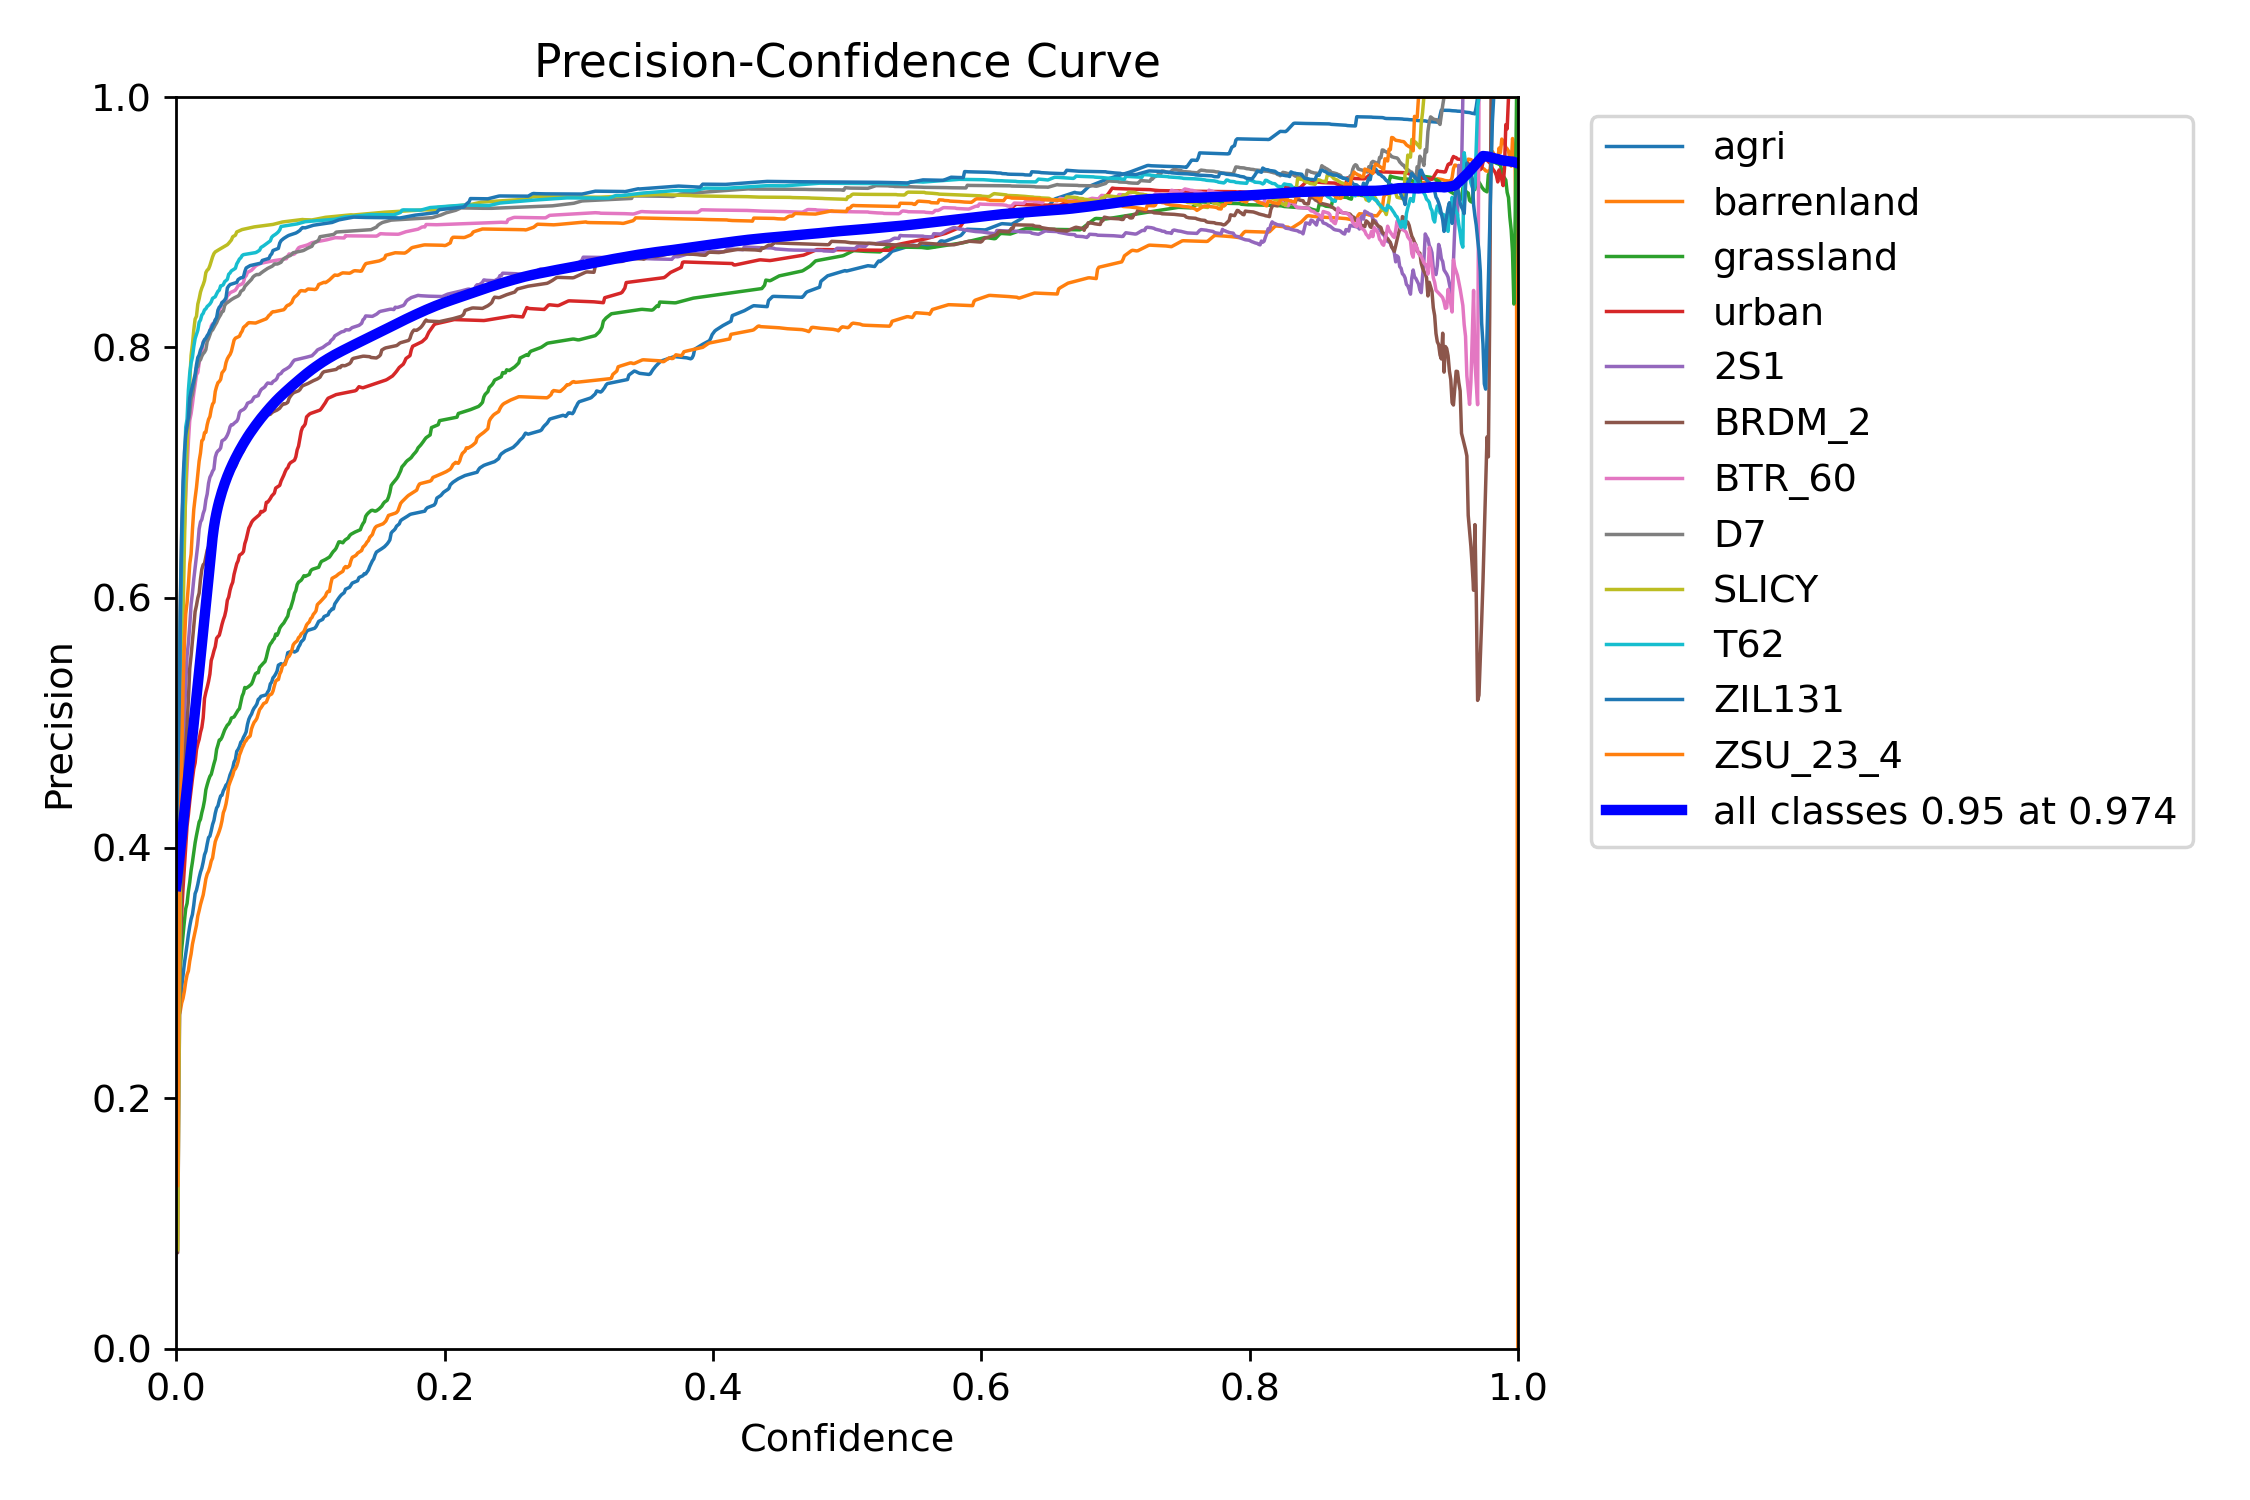 Precision-Confidence Curve
1.0
0.8
0.6
0.4
0.2
0.0
Precision
0.0 0.2 0.4 0.6 0.8 1.0
Confidence
agri
barrenland
grassland
urban
2S1
BRDM_2
BTR_60
D7
SLICY
T62
ZIL131
ZSU_23_4
all classes 0.95 at 0.974